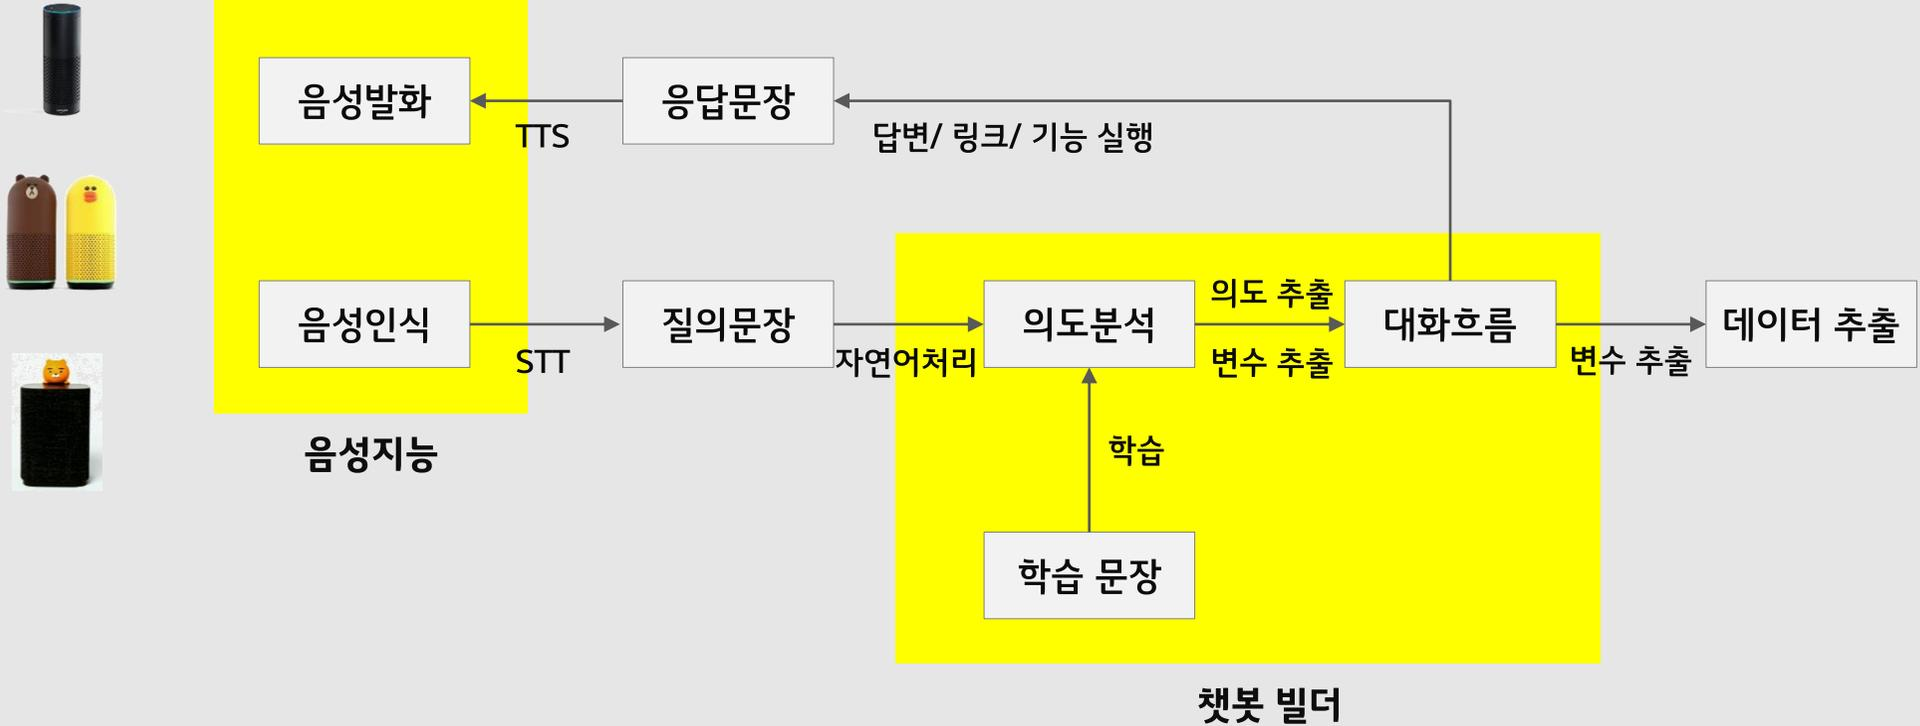 음성발화
TTS
응답문장
답변/ 링크/ 기능 실행
음성인식
STT
질의문장
자연어처리
의도분석
의도 추출
변수 추출
대화흐름
변수 추출
데이터 추출
음성지능
학습
학습 문장
챗봇 빌더